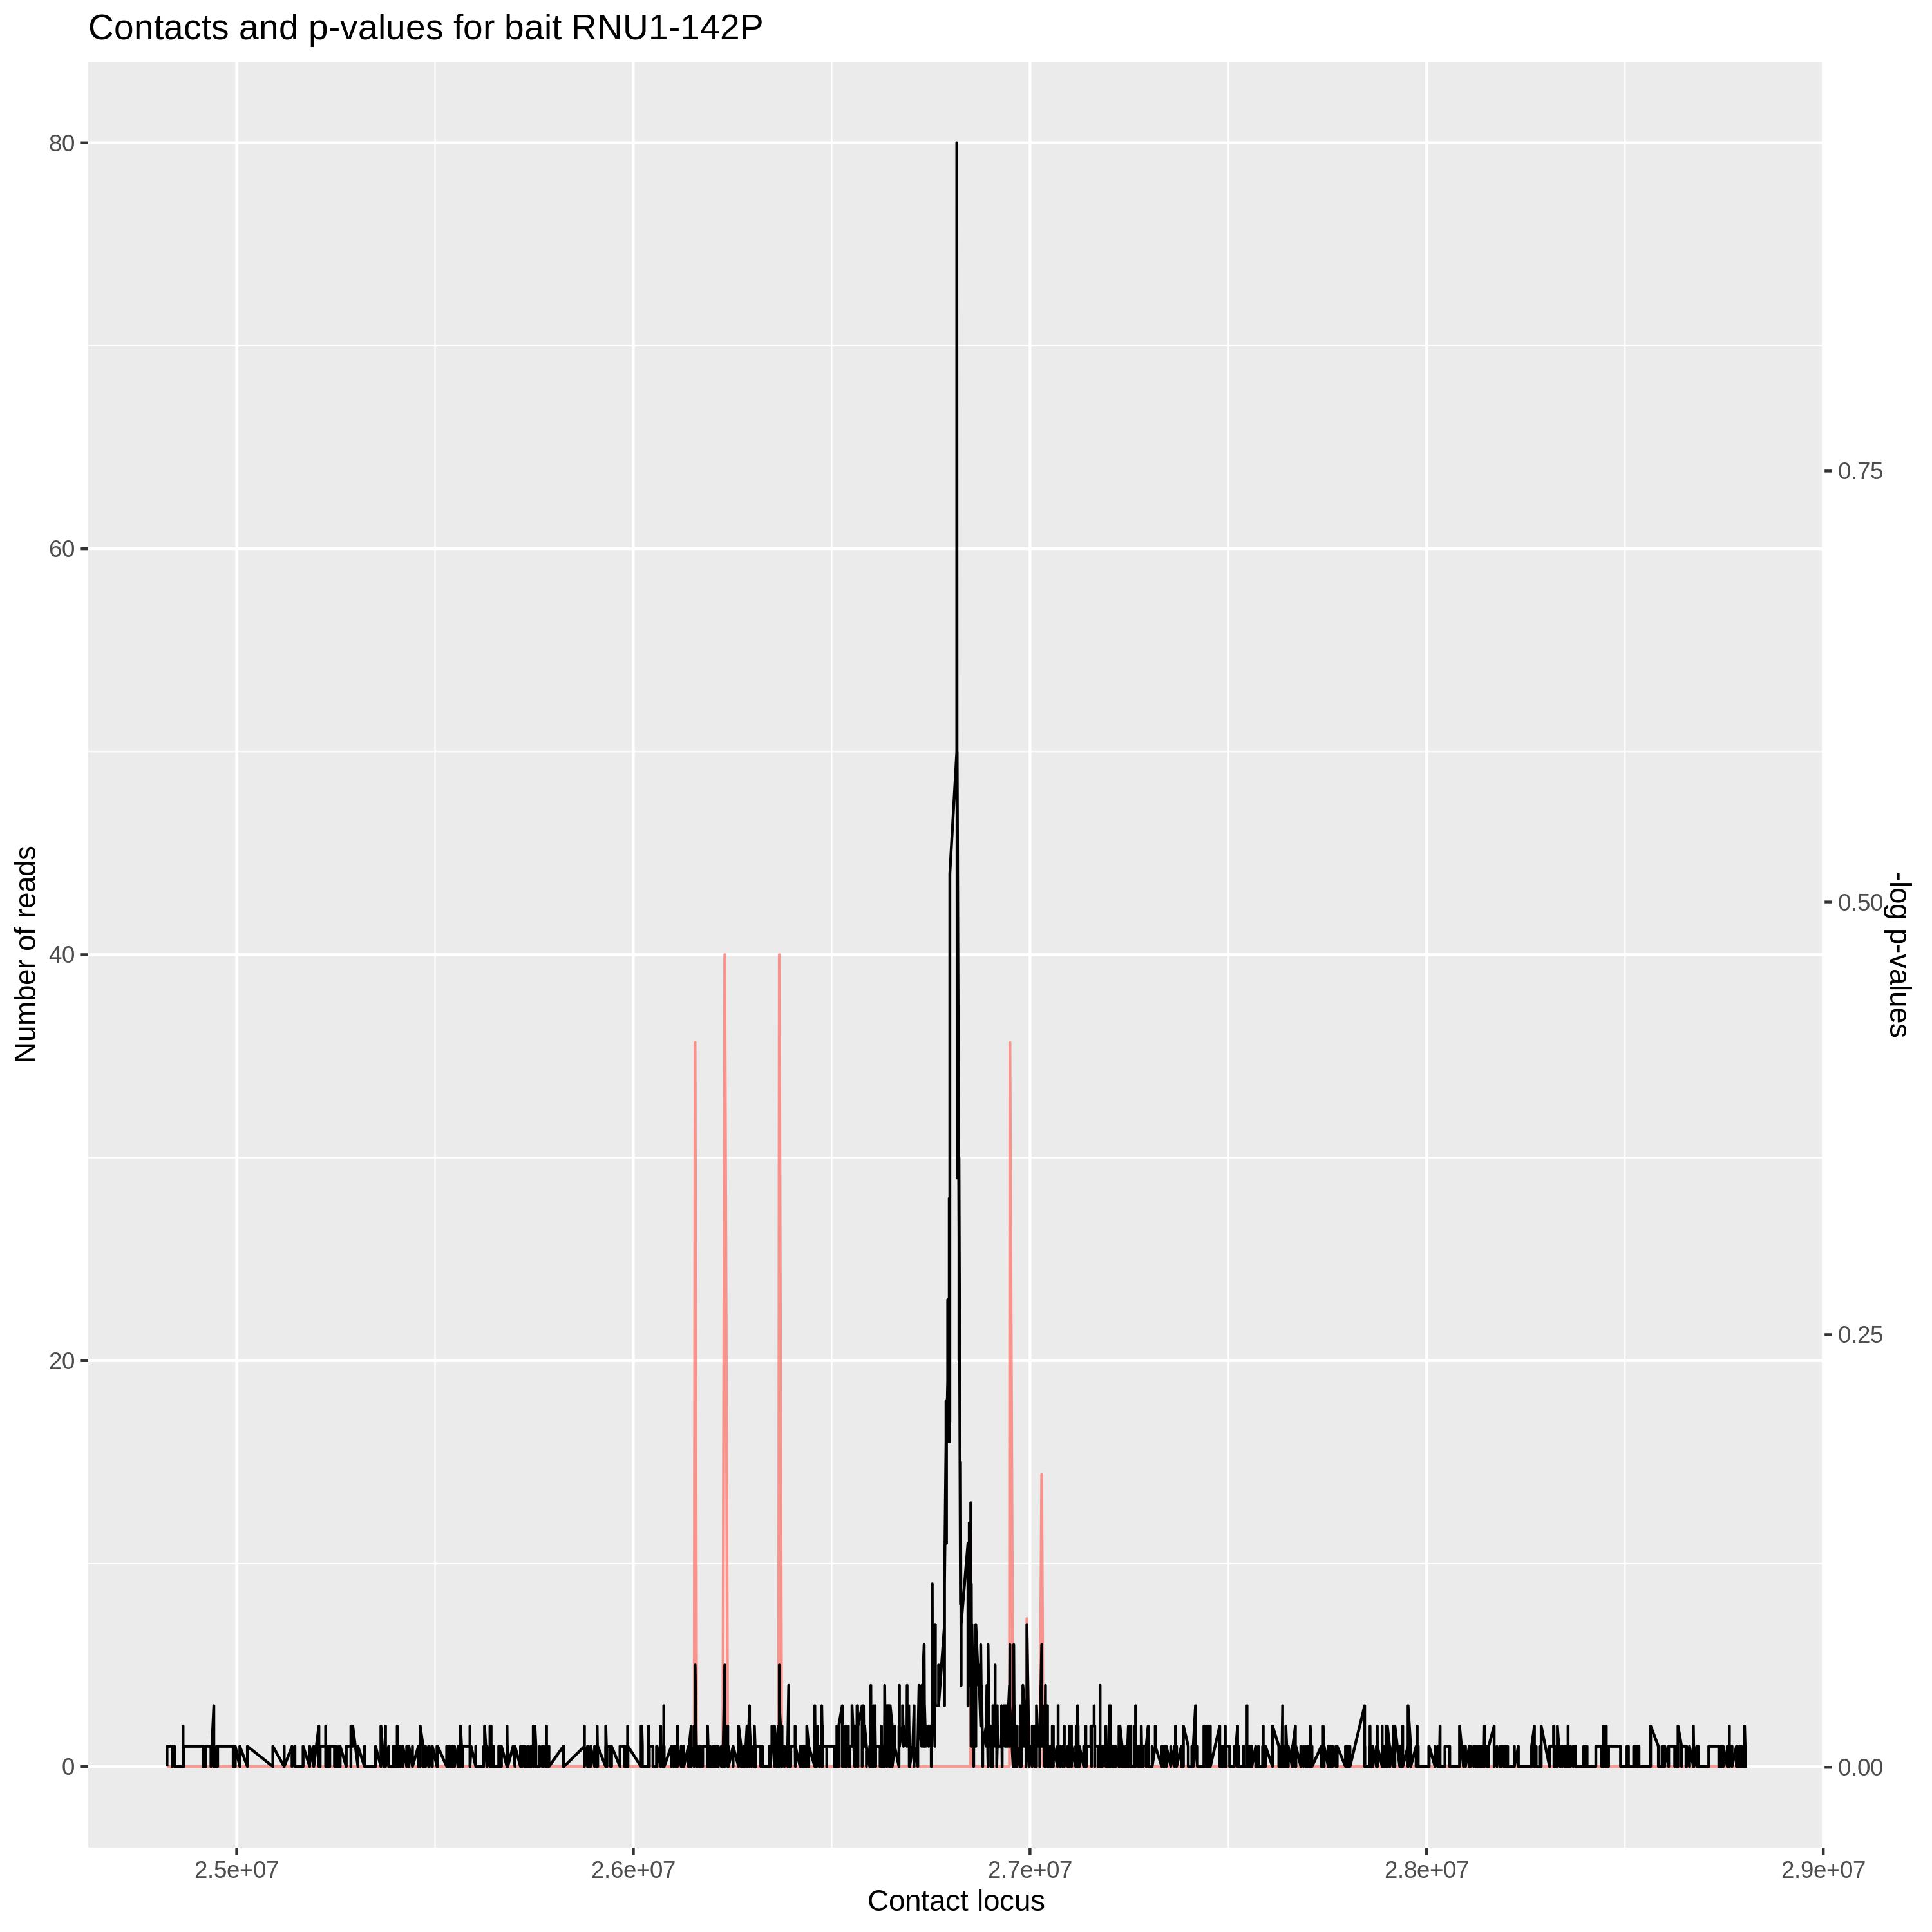 Contacts and p-values for bait RNU1-142P
80
60
40
20
0
Number of reads
0.75
0.50
0.25
0.00
-log p-values
2.5e+07
2.6e+07
2.7e+07
2.8e+07
2.9e+07
Contact locus